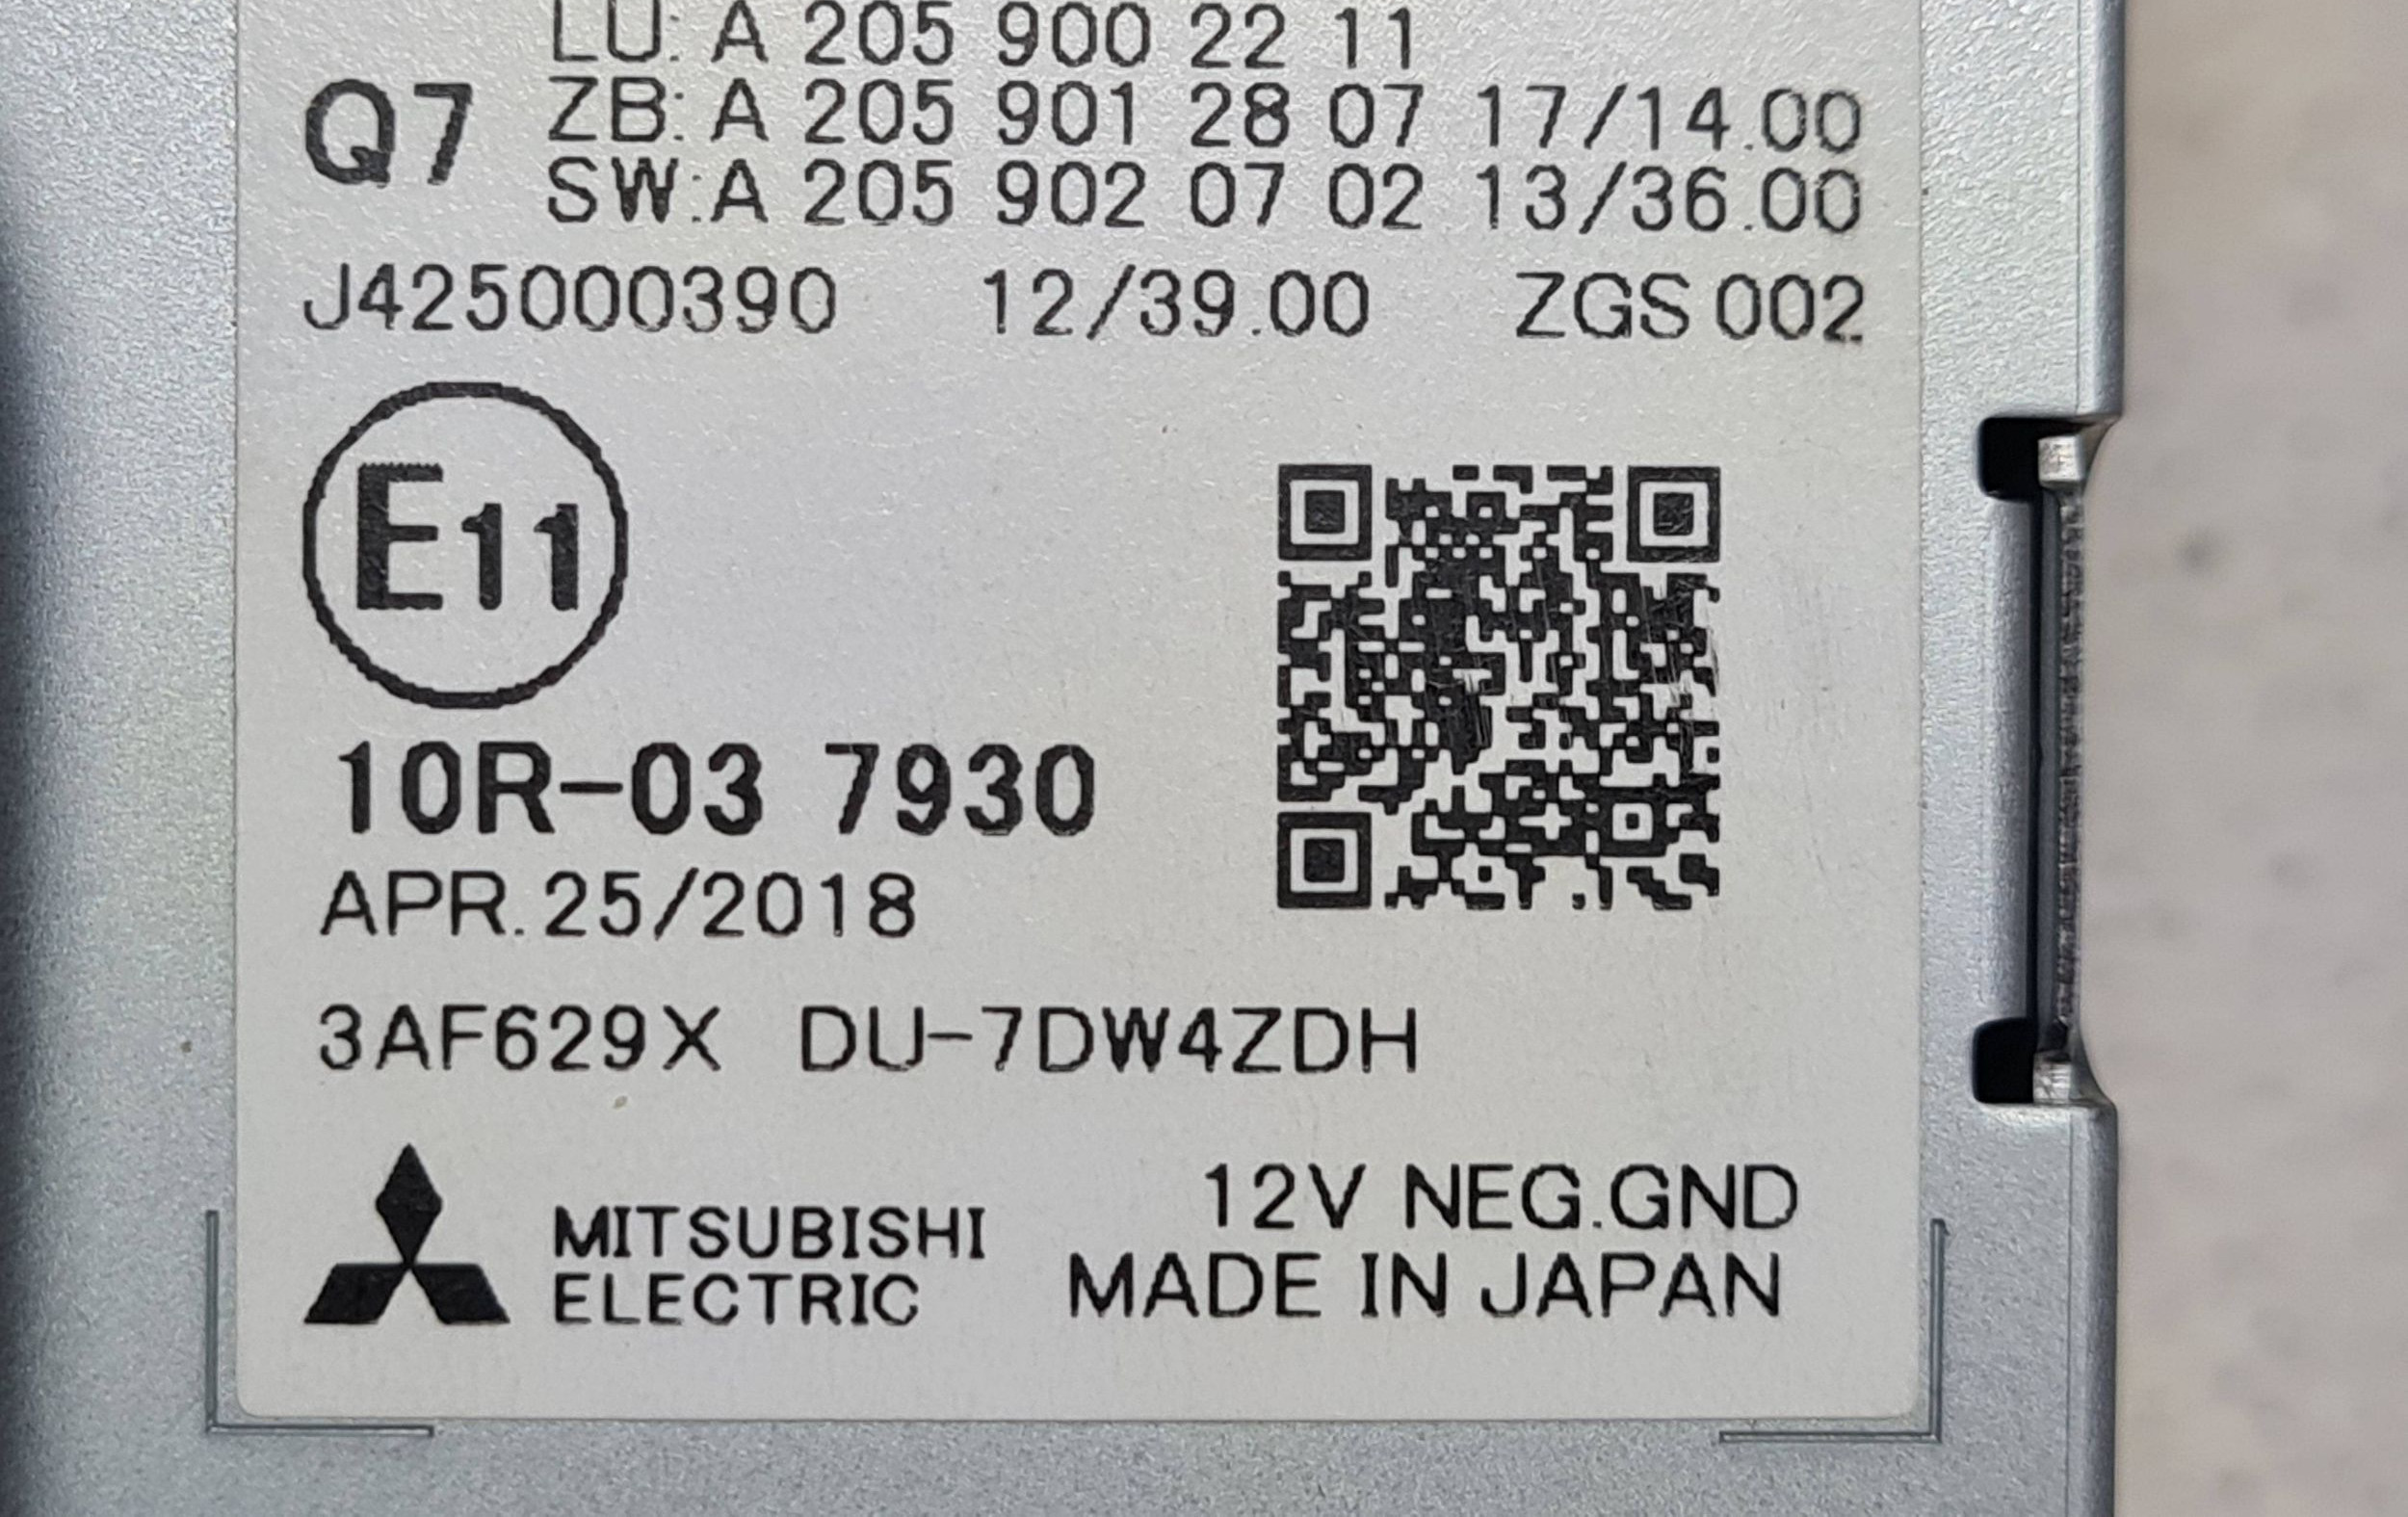 LU: A 205 900 22 11
Q7
ZB: A 205 901 28 07 17/14.00
SW:A 205 902 07 02 13/36.00
J425000390 12/39.00 ZGS 002
E11
10R-03 7930
APR.25/2018
3AF629X DU-7DW4ZDH
MITSUBISHI
ELECTRIC
12V NEG.GND
MADE IN JAPAN